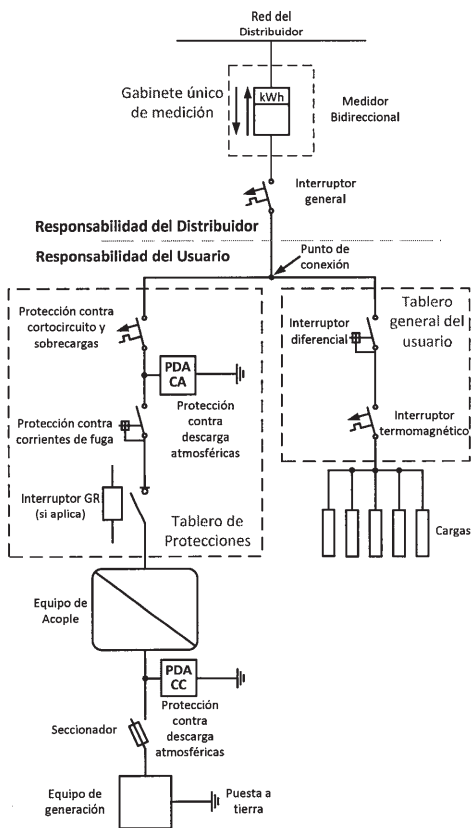 Red del
Distribuidor
Gabinete único
de medición
kWh
Medidor
Bidireccional
Interruptor
general
Responsabilidad del Distribuidor
Responsabilidad del Usuario
Punto de
conexión
Protección contra
cortocircuito y
sobrecargas
PDA
CA
Protección contra
descarga
atmosféricas
Protección contra
corrientes de fuga
Interruptor GR
(si aplica)
Tablero de
Protecciones
Tablero
general del
usuario
Interruptor
diferencial
Interruptor
termomagnético
Cargas
Equipo de
Acople
PDA
CC
Protección
contra
descarga
atmosféricas
Seccionador
Equipo de
generación
Puesta a
tierra